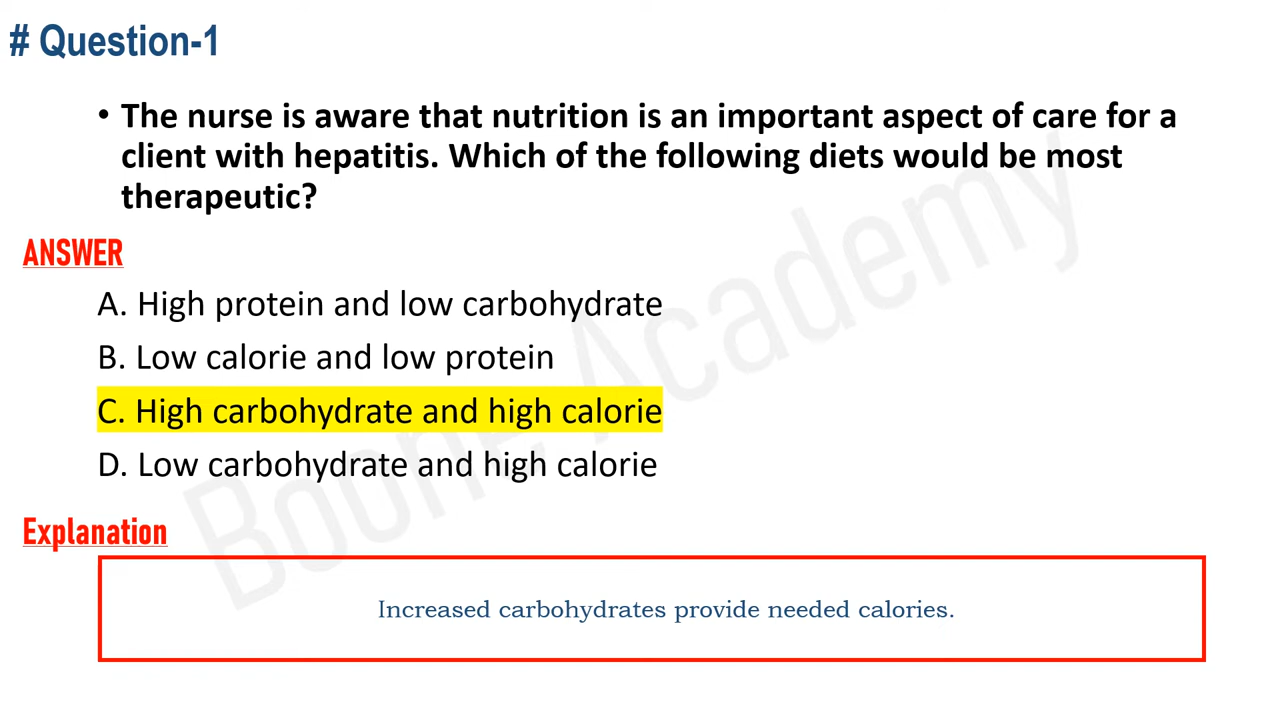 # Question-1
• The nurse is aware that nutrition is an important aspect of care for a
client with hepatitis. Which of the following diets would be most
therapeutic?
ANSWER
A. High protein and low carbohydrate
B. Low calorie and low protein
C. High carbohydrate and high calorie
D. Low carbohydrate and high calorie
Explanation
Increased carbohydrates provide needed calories.
Boone Academy